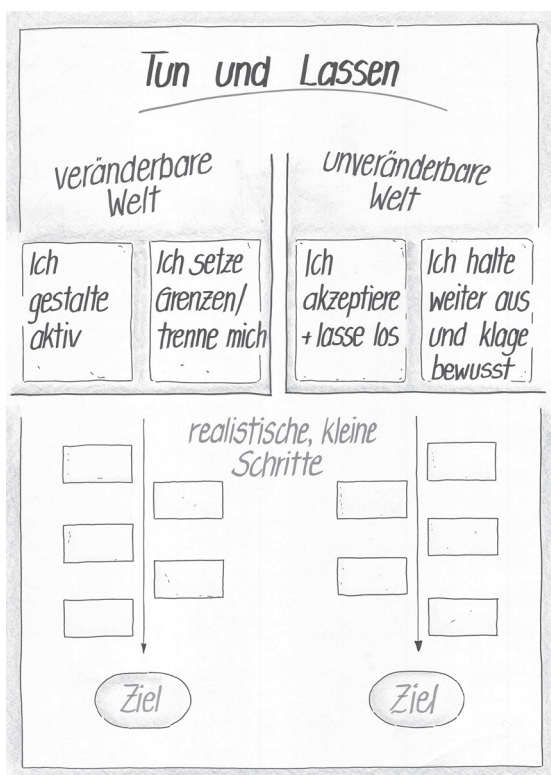 Tun und Lassen
veränderbare
Welt
unveränderbare
Welt
Ich
gestalte
aktiv
Ich setze
Grenzen/
trenne mich
Ich
akzeptiere
+ lasse los
Ich halte
weiter aus
und klage
bewusst
realistische, kleine
Schritte
Ziel
Ziel